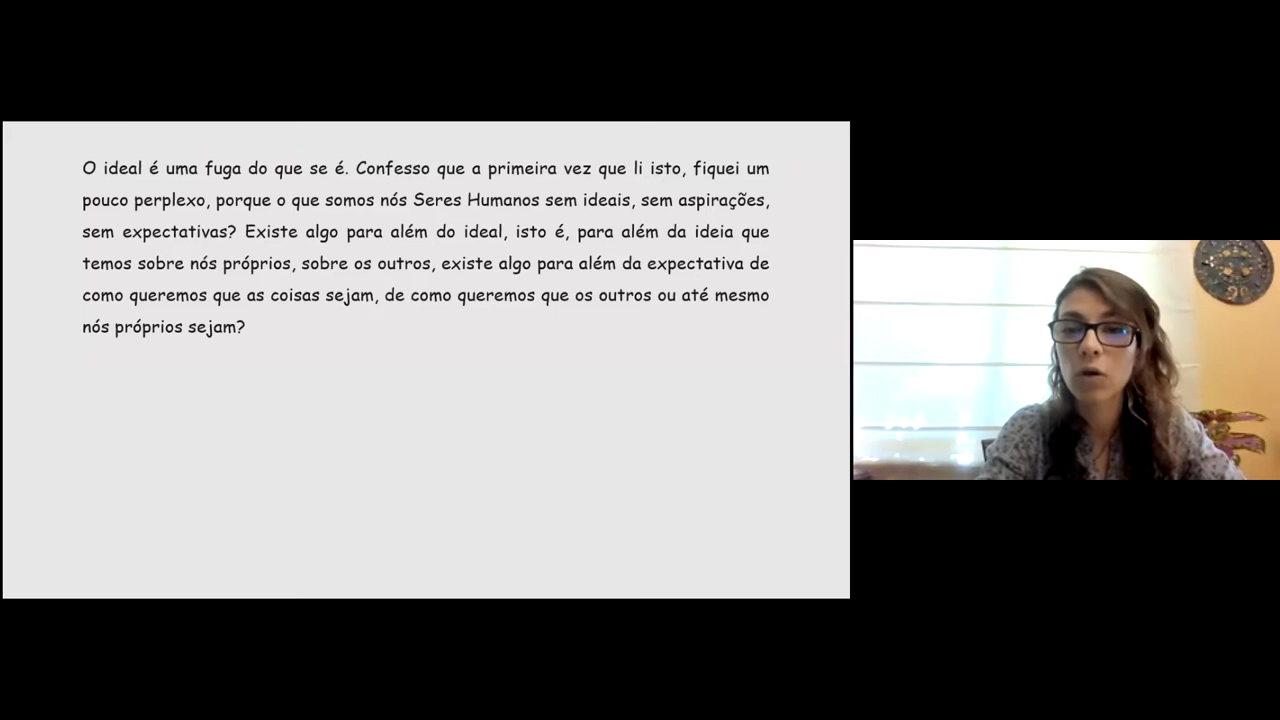 O ideal é uma fuga do que se é. Confesso que a primeira vez que li isto, fiquei um
pouco perplexo, porque o que somos nós Seres Humanos sem ideais, sem aspirações,
sem expectativas? Existe algo para além do ideal, isto é, para além da ideia que
temos sobre nós próprios, sobre os outros, existe algo para além da expectativa de
como queremos que as coisas sejam, de como queremos que os outros ou até mesmo
nós próprios sejam?